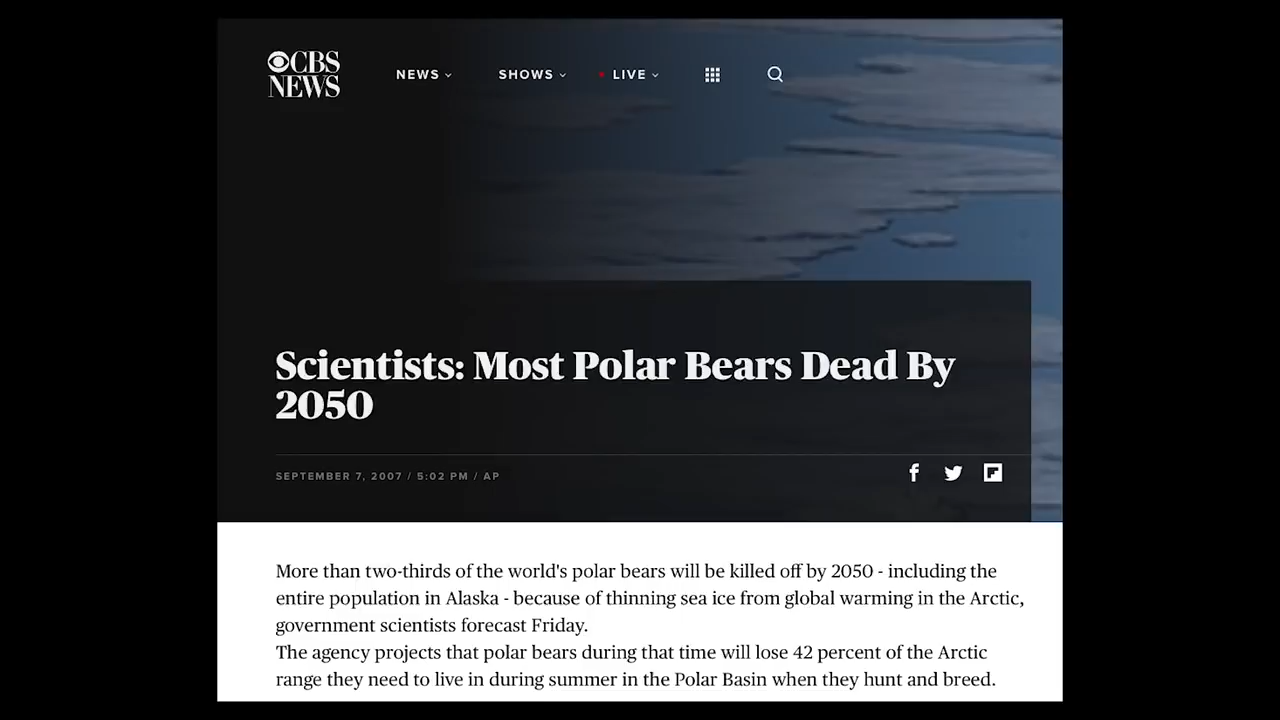 CBS
NEWS
NEWS
SHOWS
LIVE
Scientists: Most Polar Bears Dead By
2050
SEPTEMBER 7, 2007 / 5:02 PM / AP
More than two-thirds of the world's polar bears will be killed off by 2050 - including the
entire population in Alaska - because of thinning sea ice from global warming in the Arctic,
government scientists forecast Friday.
The agency projects that polar bears during that time will lose 42 percent of the Arctic
range they need to live in during summer in the Polar Basin when they hunt and breed.